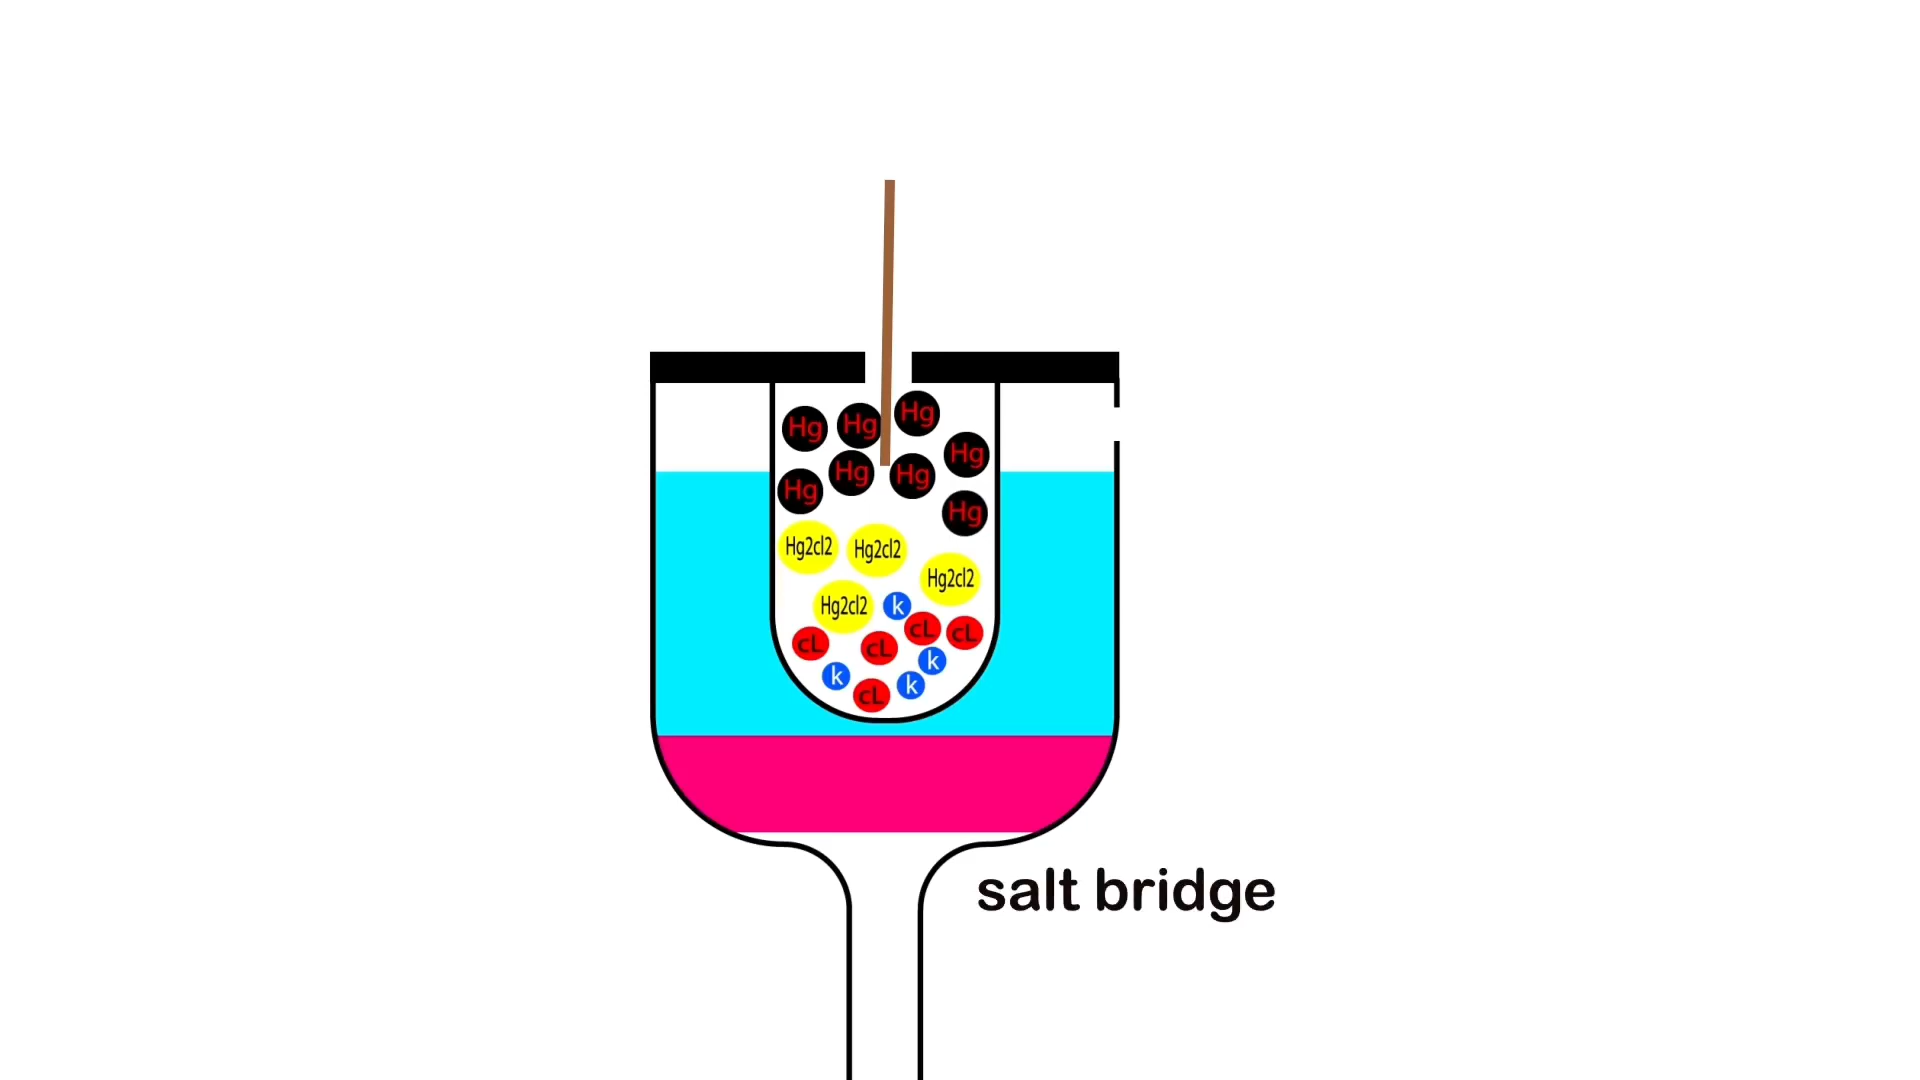 Hg Hg Hg
Hg
Hg Hg Hg
Hg
Hg2cl2 Hg2cl2
Hg2cl2
Hg2cl2 k
cL cL cL cL
k k k
cL
salt bridge